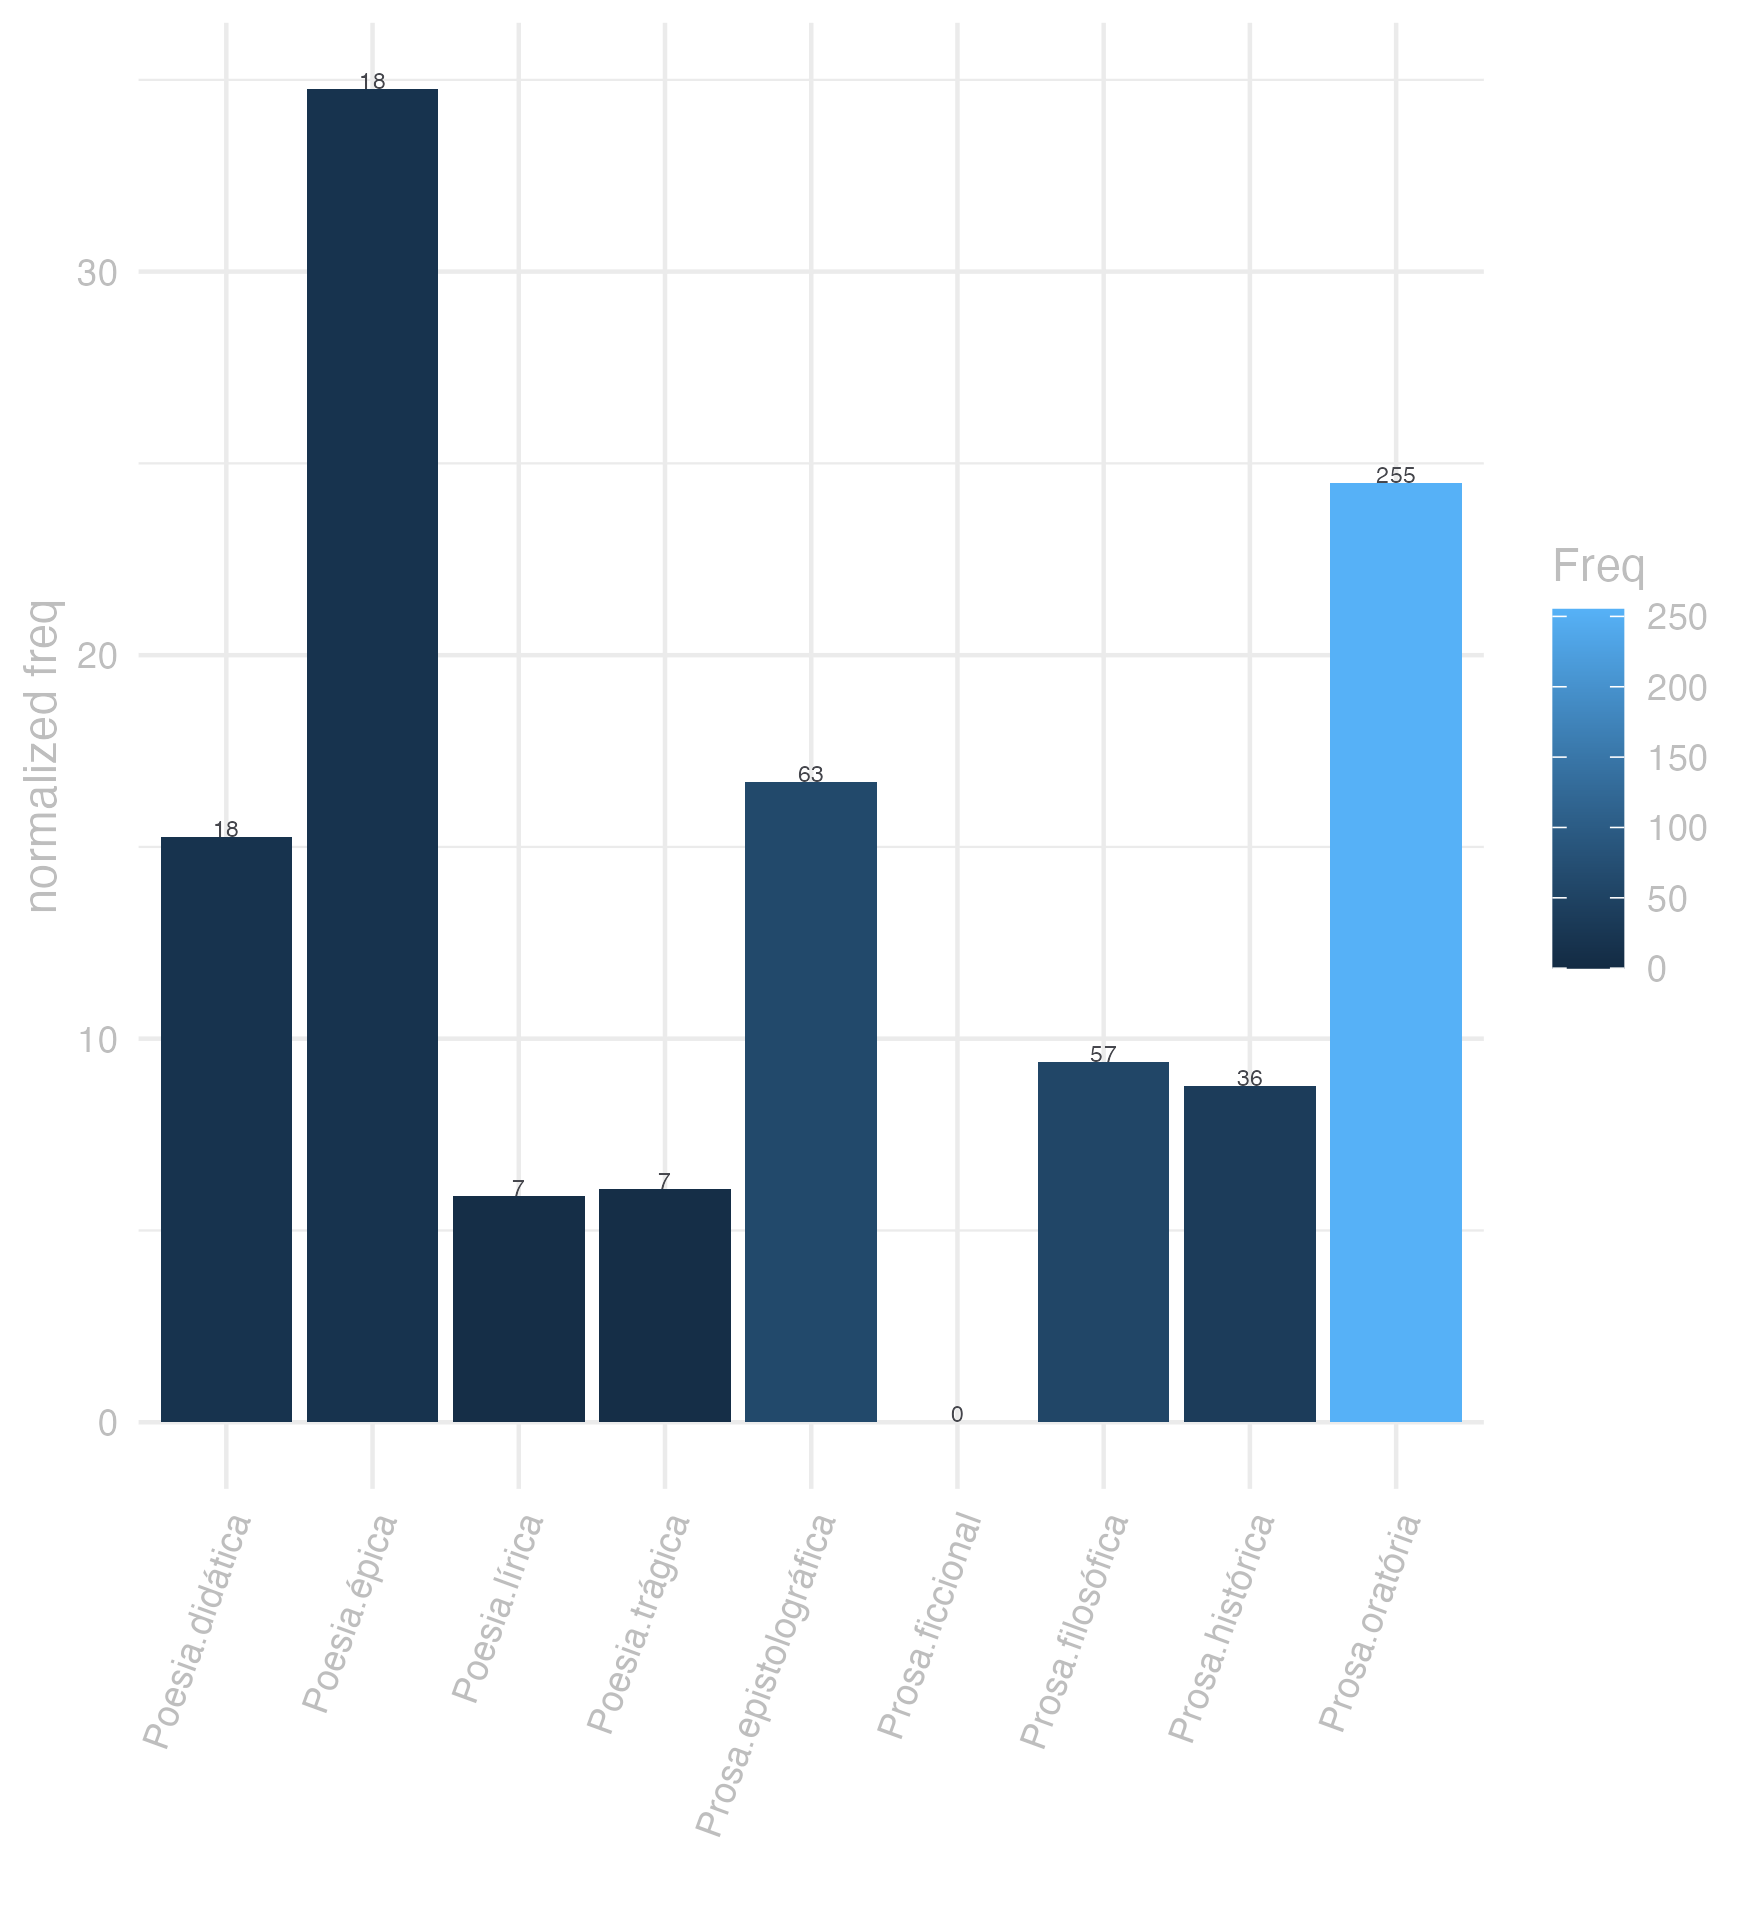 normalized freq
30
20
10
0
18
18
7
7
63
0
57
36
255
Poesia.didática
Poesia.épica
Poesia.lírica
Poesia.trágica
Prosa.epistolográfica
Prosa.ficcional
Prosa.filosófica
Prosa.histórica
Prosa.oratória
Freq
250
200
150
100
50
0